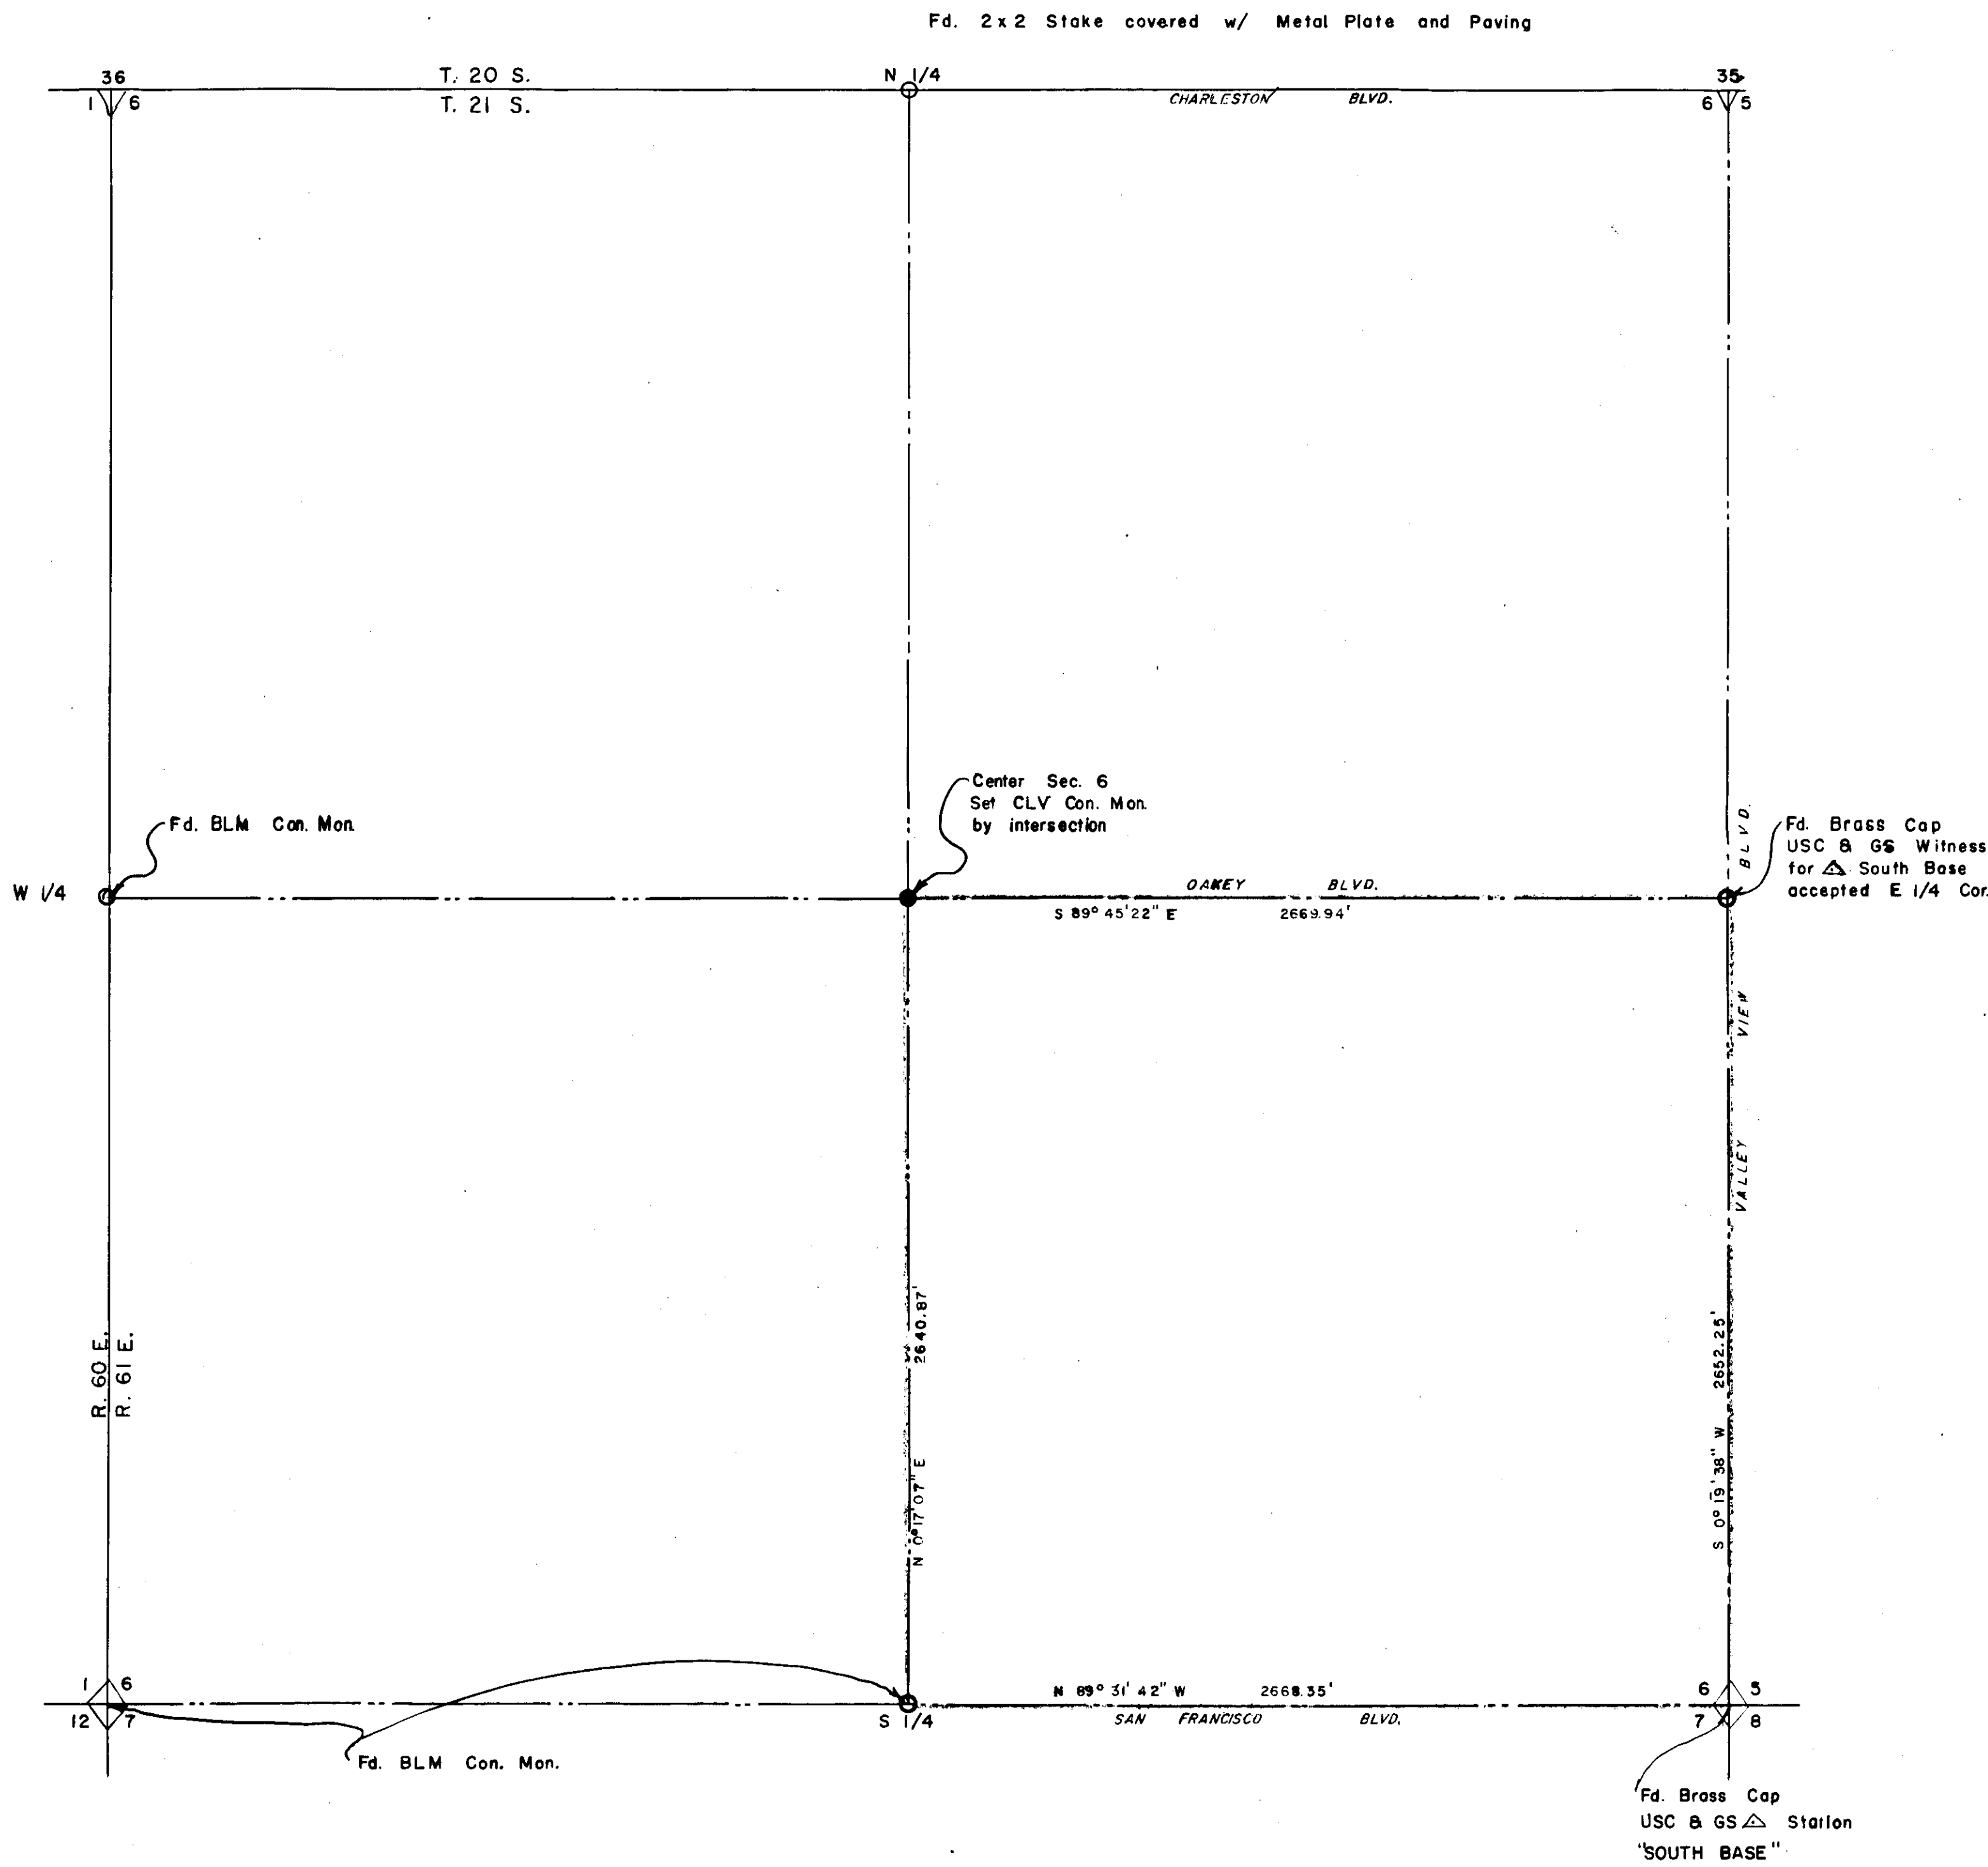 Fd. 2x2 Stake covered w/ Metal Plate and Paving
36
T. 20 S.
N 1/4
35
1 6
T. 21 S.
CHARLESTON BLVD.
6 5
Center Sec. 6
Set CLV Con. Mon.
by intersection
Fd. BLM Con. Mon.
BLVD.
Fd. Brass Cap
USC & GS Witness
for △ South Base
accepted E 1/4 Cor.
W 1/4
OAKEY BLVD.
S 89° 45' 22" E 2669.94'
VIEW
VALLEY
R. 60 E.
R. 61 E.
N 0° 17' 07" E 2640.87'
S 0° 19' 38" W 2652.25'
1 6
12 7
S 1/4
N 89° 31' 42" W 2668.35'
SAN FRANCISCO BLVD.
6 5
7 8
Fd. BLM Con. Mon.
Fd. Brass Cap
USC & GS △ Station
"SOUTH BASE"